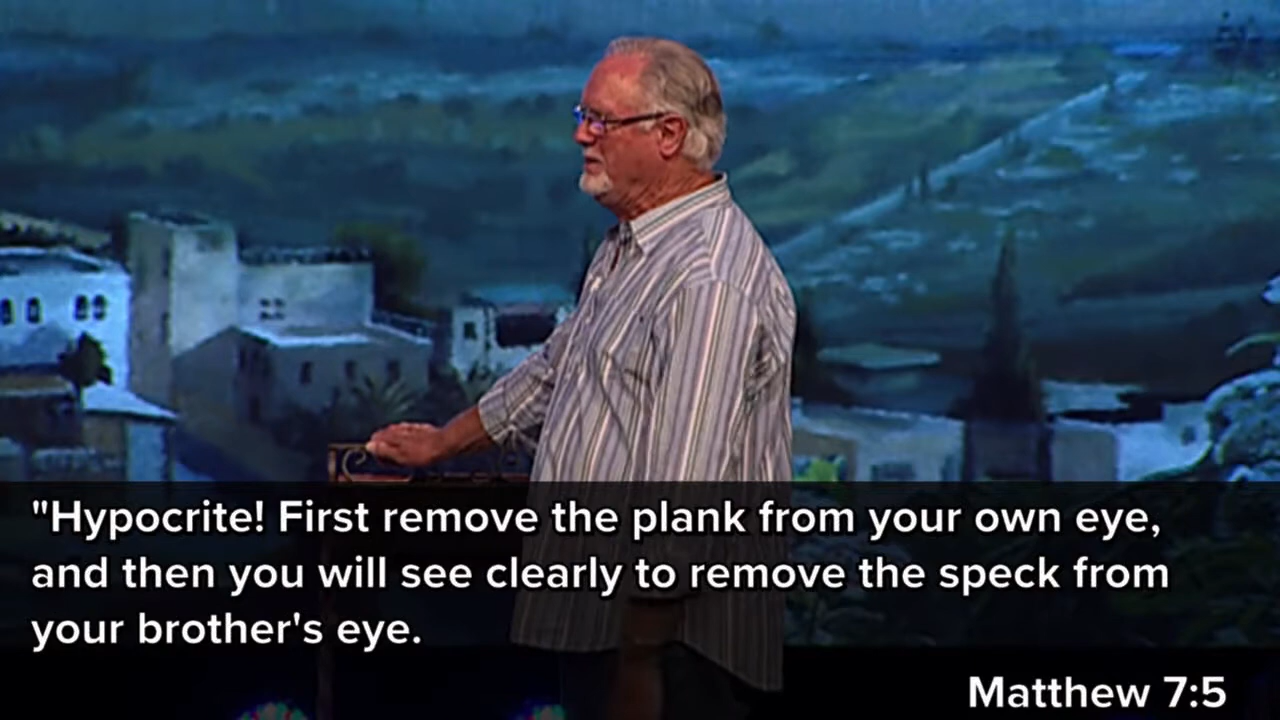 "Hypocrite! First remove the plank from your own eye,
and then you will see clearly to remove the speck from
your brother's eye.
Matthew 7:5